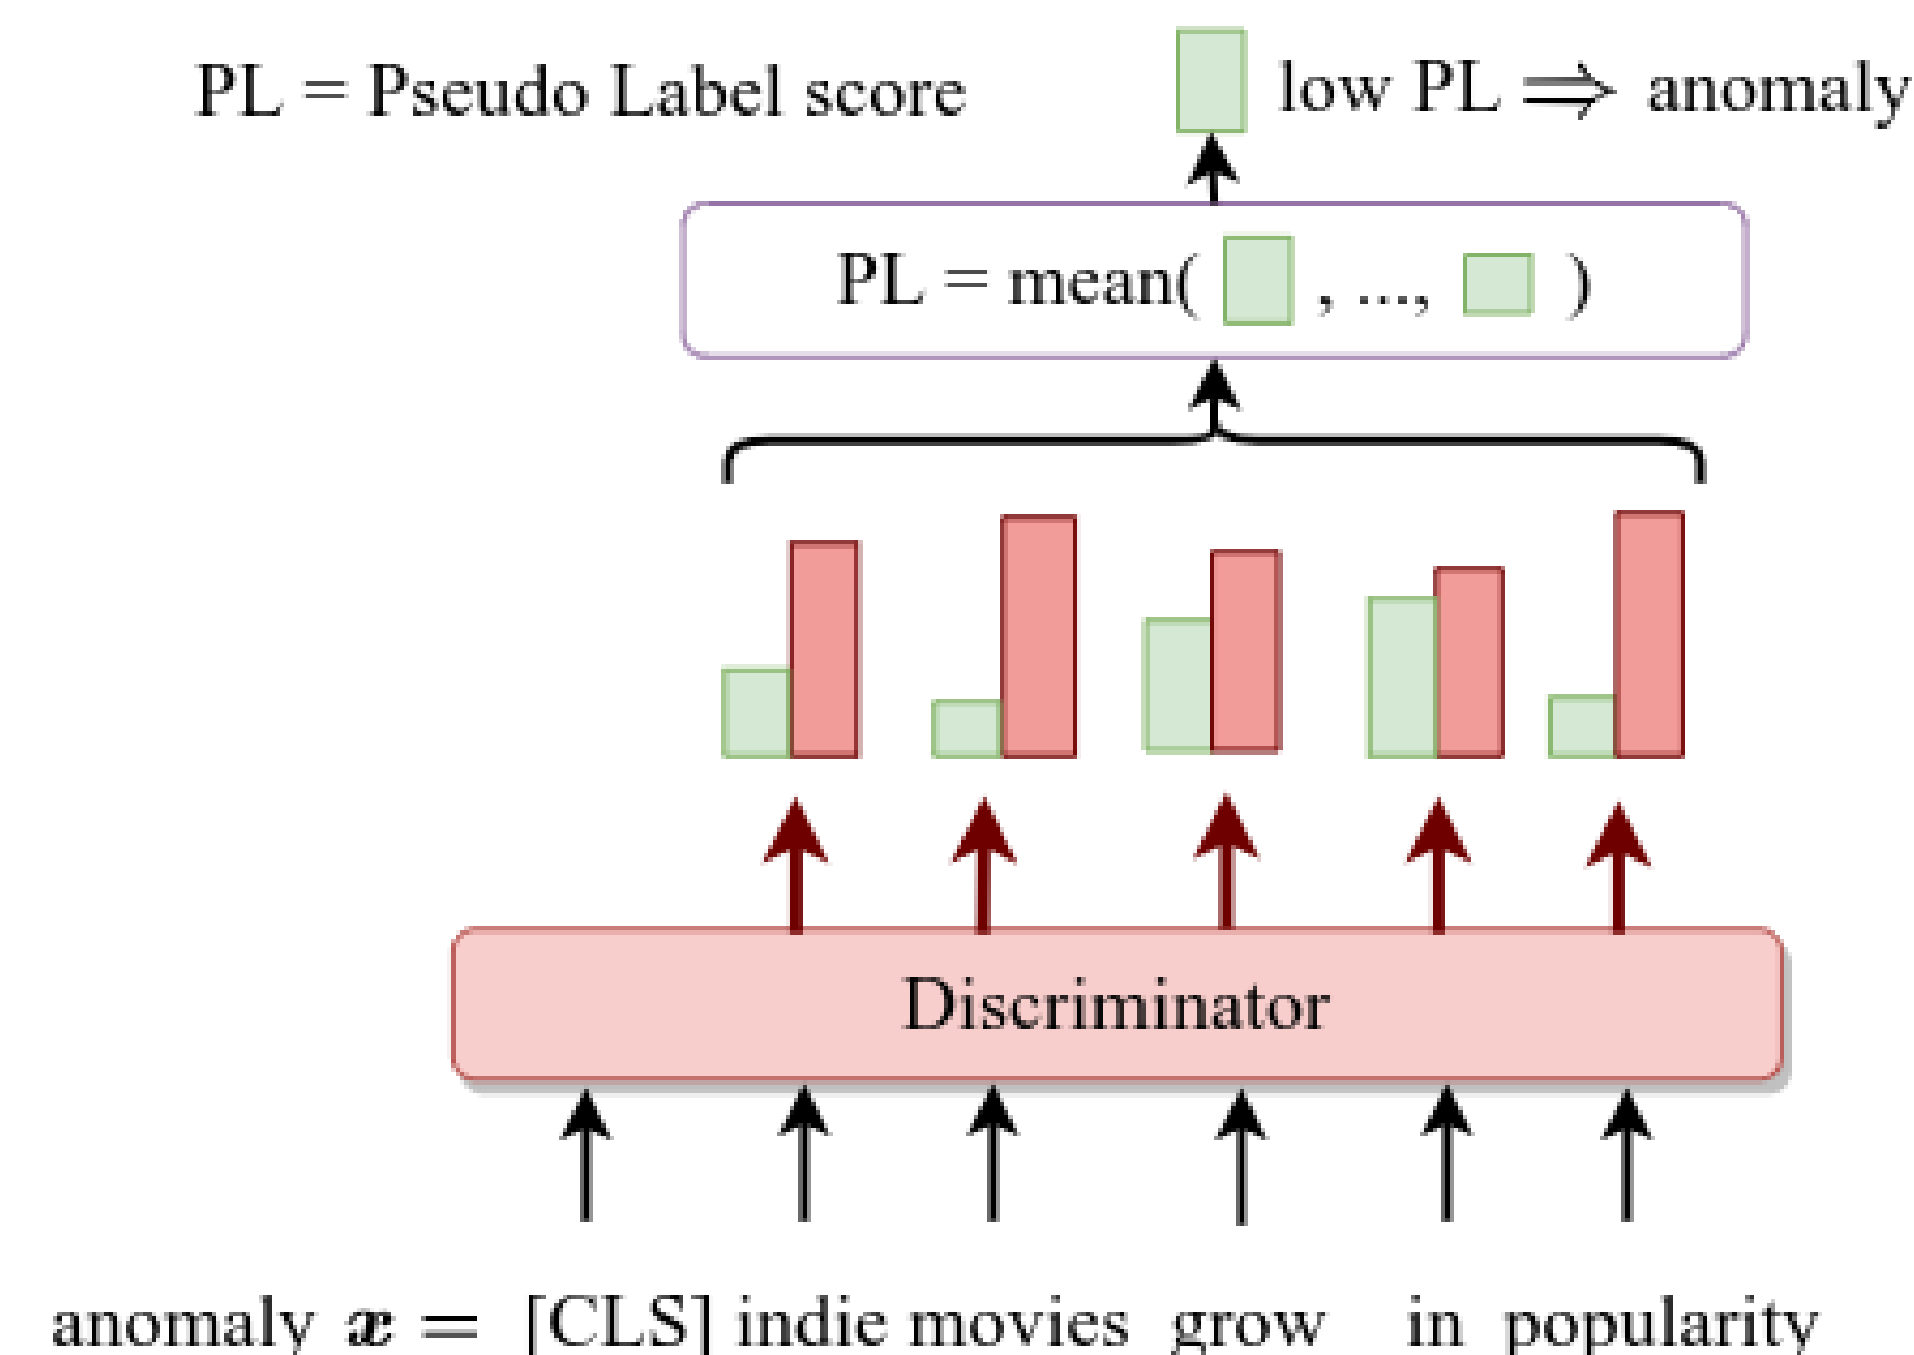 PL = Pseudo Label score
low PL ⇒ anomaly
PL = mean( , ..., )
Discriminator
anomaly x = [CLS] indie movies grow in popularity